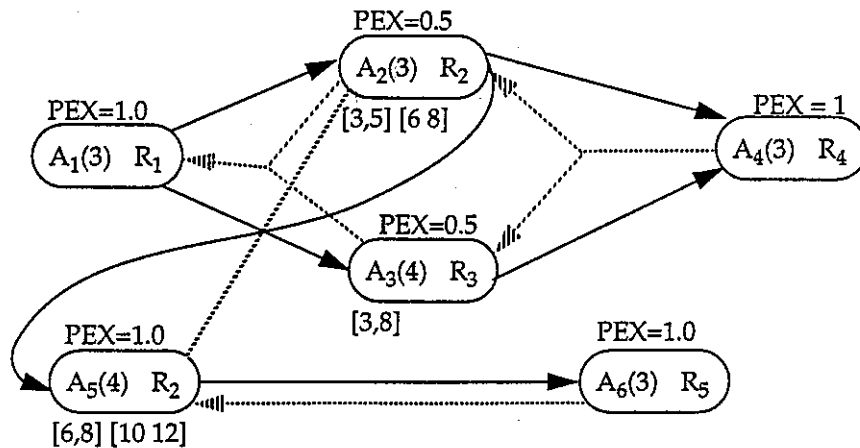 PEX=0.5
A2(3) R2
[3,5] [6 8]
PEX=1.0
A1(3) R1
PEX = 1
A4(3) R4
PEX=0.5
A3(4) R3
[3,8]
PEX=1.0
A5(4) R2
[6,8] [10 12]
PEX=1.0
A6(3) R5